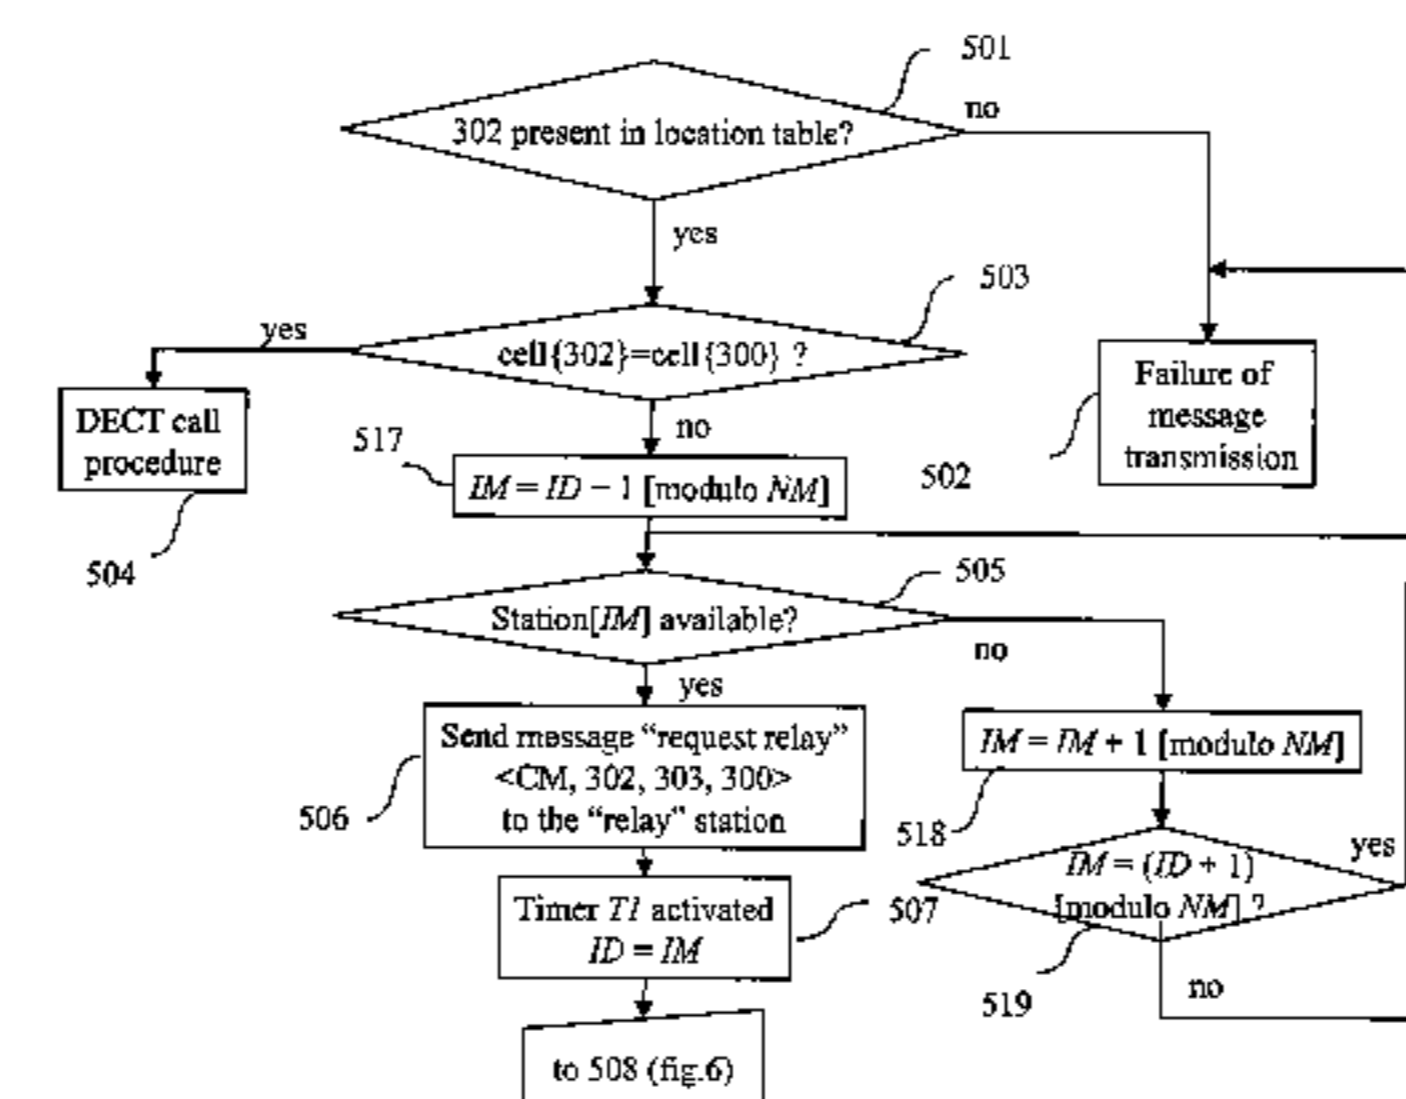 501
no
302 present in location table?
yes
503
yes
cell{302}=cell{300} ?
Failure of
message
transmission
502
DECT call
procedure
504
no
517
IM = ID − 1 [modulo NM]
505
Station[IM] available?
no
yes
Send message “request relay”
<CM, 302, 303, 300>
to the “relay” station
506
IM = IM + 1 [modulo NM]
518
yes
IM = (ID + 1)
[modulo NM] ?
519
no
Timer T1 activated
ID = IM
507
to 508 (fig.6)